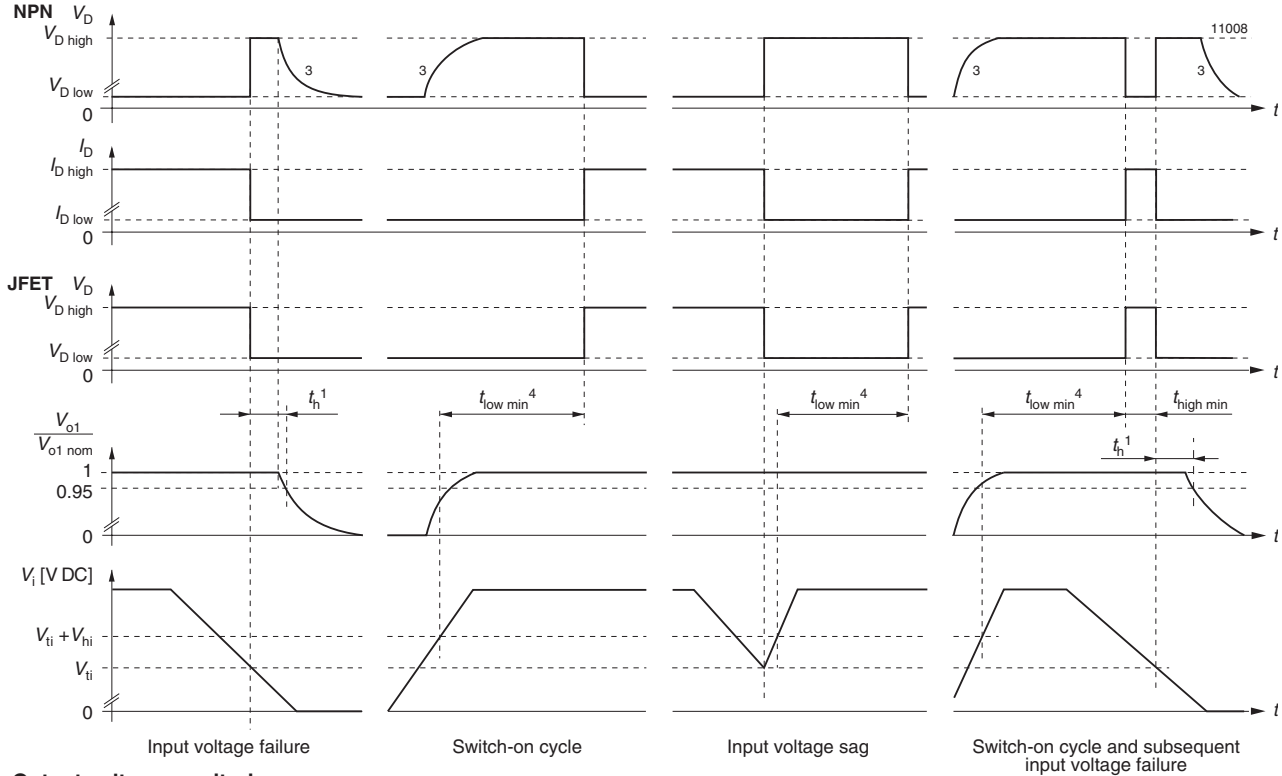 NPN V_D
V_D high
11008
3
3
3
3
V_D low
0
t
I_D
I_D high
I_D low
0
t
JFET V_D
V_D high
V_D low
0
t
t_h^1
t_low min^4
t_low min^4
t_low min^4
t_high min
V_o1
V_o1 nom
t_h^1
1
0.95
0
t
V_i [V DC]
V_ti + V_hi
V_ti
0
t
Input voltage failure
Switch-on cycle
Input voltage sag
Switch-on cycle and subsequent
input voltage failure